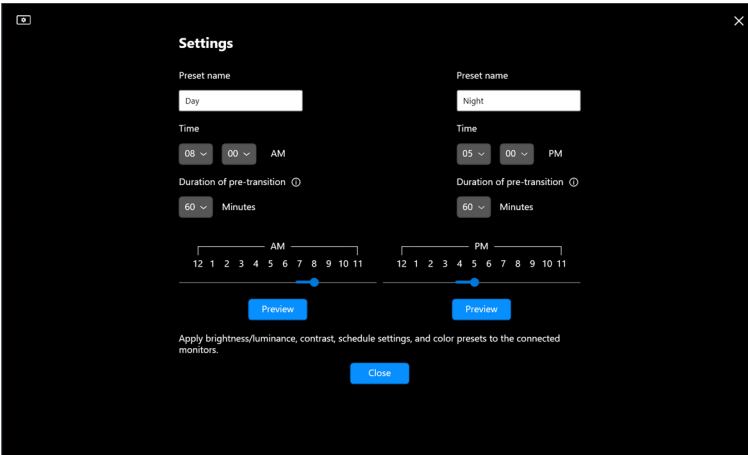 Settings
Preset name
Preset name
Day
Night
Time
Time
08 00 AM
05 00 PM
Duration of pre-transition
Duration of pre-transition
60 Minutes
60 Minutes
AM
PM
12 1 2 3 4 5 6 7 8 9 10 11
12 1 2 3 4 5 6 7 8 9 10 11
Preview
Preview
Apply brightness/luminance, contrast, schedule settings, and color presets to the connected
monitors.
Close